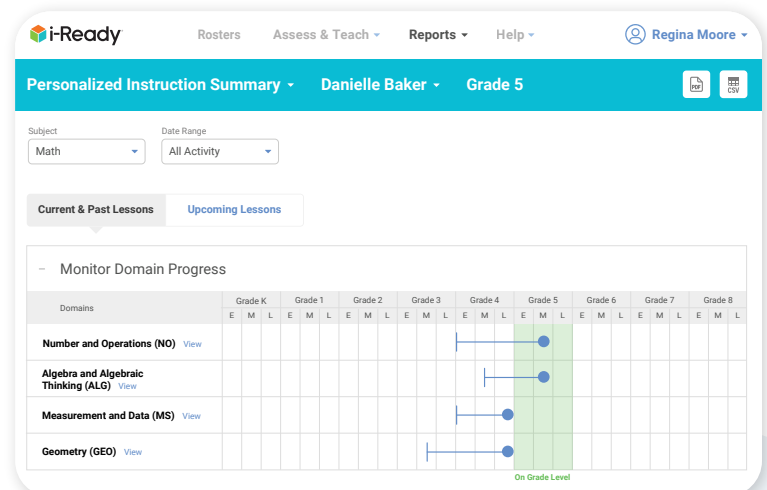 i-Ready Rosters Assess & Teach Reports Help Regina Moore
Personalized Instruction Summary Danielle Baker Grade 5 PDF CSV
Subject Date Range
Math All Activity
Current & Past Lessons Upcoming Lessons
− Monitor Domain Progress
Domains Grade K Grade 1 Grade 2 Grade 3 Grade 4 Grade 5 Grade 6 Grade 7 Grade 8
E M L E M L E M L E M L E M L E M L E M L E M L E M L
Number and Operations (NO) View
Algebra and Algebraic
Thinking (ALG) View
Measurement and Data (MS) View
Geometry (GEO) View
On Grade Level